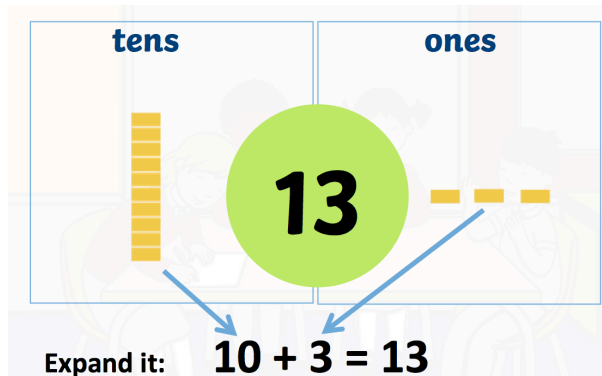 tens ones
13
Expand it: 10 + 3 = 13